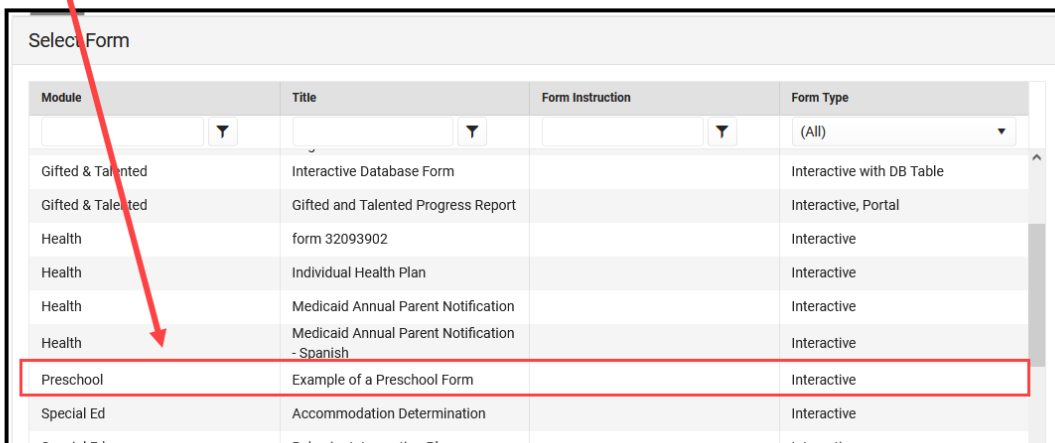 Select Form
Module Title Form Instruction Form Type
(All)
Gifted & Talented Interactive Database Form Interactive with DB Table
Gifted & Talented Gifted and Talented Progress Report Interactive, Portal
Health form 32093902 Interactive
Health Individual Health Plan Interactive
Health Medicaid Annual Parent Notification Interactive
Health Medicaid Annual Parent Notification
- Spanish Interactive
Preschool Example of a Preschool Form Interactive
Special Ed Accommodation Determination Interactive